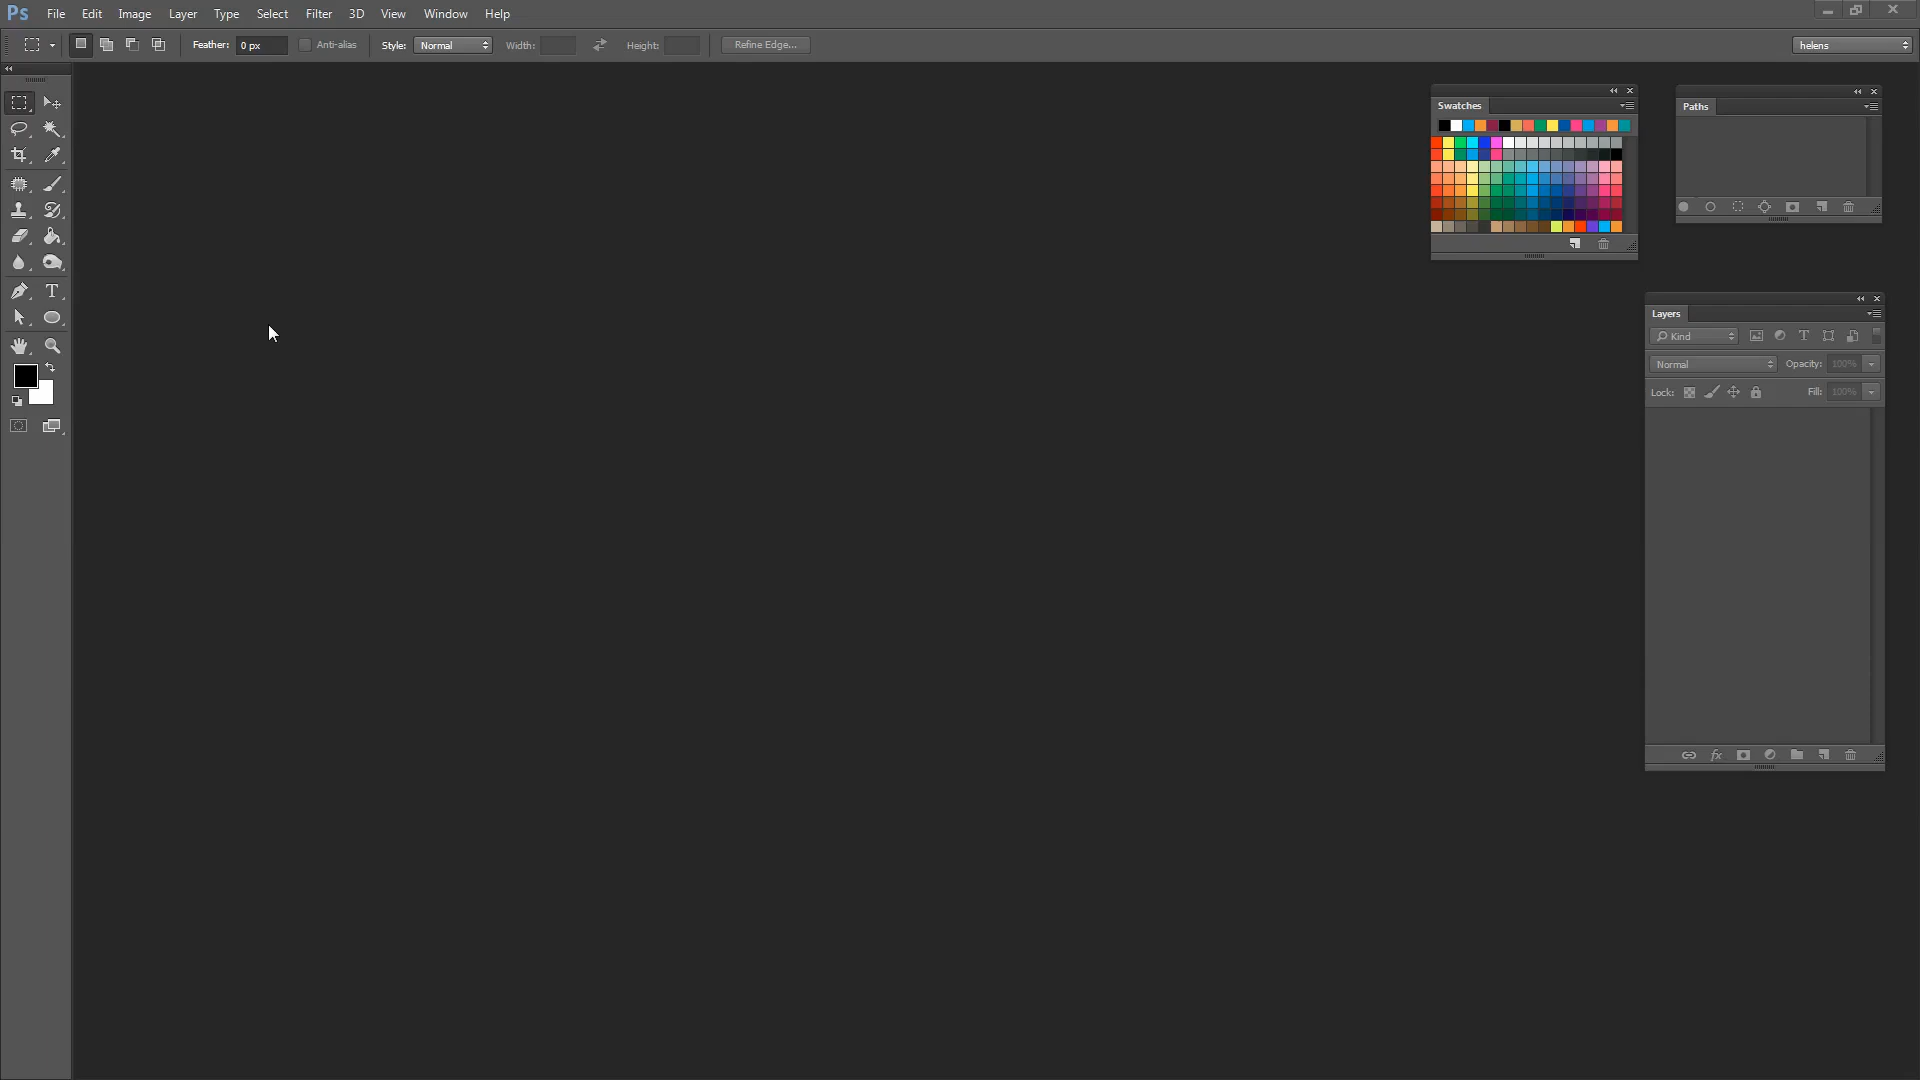 Ps File Edit Image Layer Type Select Filter 3D View Window Help
Feather: 0 px Anti-alias Style: Normal Width: Height: Refine Edge... helens
Swatches
Paths
Layers
Kind
Normal Opacity: 100%
Lock: Fill: 100%